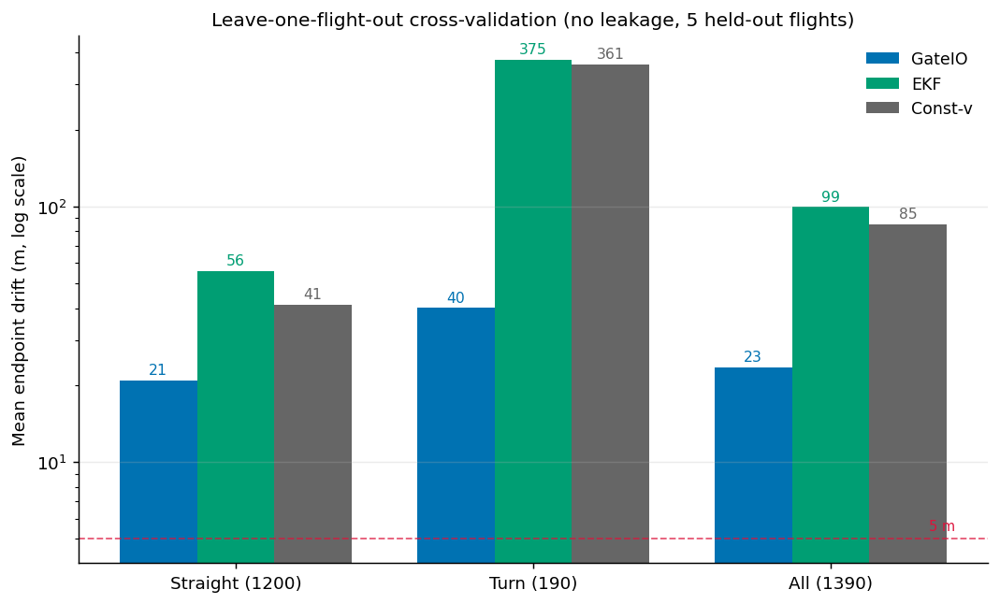 Leave-one-flight-out cross-validation (no leakage, 5 held-out flights)
Mean endpoint drift (m, log scale)
10²
10¹
GateIO
EKF
Const-v
21
56
41
40
375
361
23
99
85
5 m
Straight (1200)
Turn (190)
All (1390)